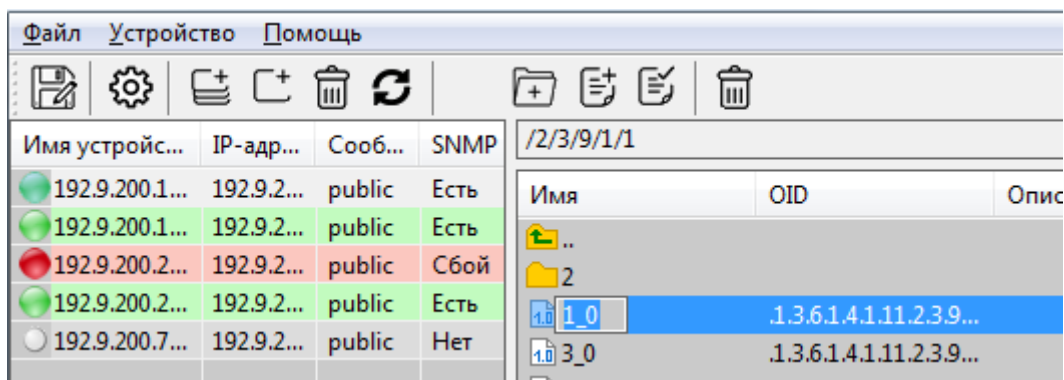 Файл Устройство Помощь
Имя устройс... IP-адр... Сооб... SNMP
192.9.200.1... 192.9.2... public Есть
192.9.200.1... 192.9.2... public Есть
192.9.200.2... 192.9.2... public Сбой
192.9.200.2... 192.9.2... public Есть
192.9.200.7... 192.9.2... public Нет
/2/3/9/1/1
Имя OID Опис
..
2
1.0 1_0 .1.3.6.1.4.1.11.2.3.9...
1.0 3_0 .1.3.6.1.4.1.11.2.3.9...